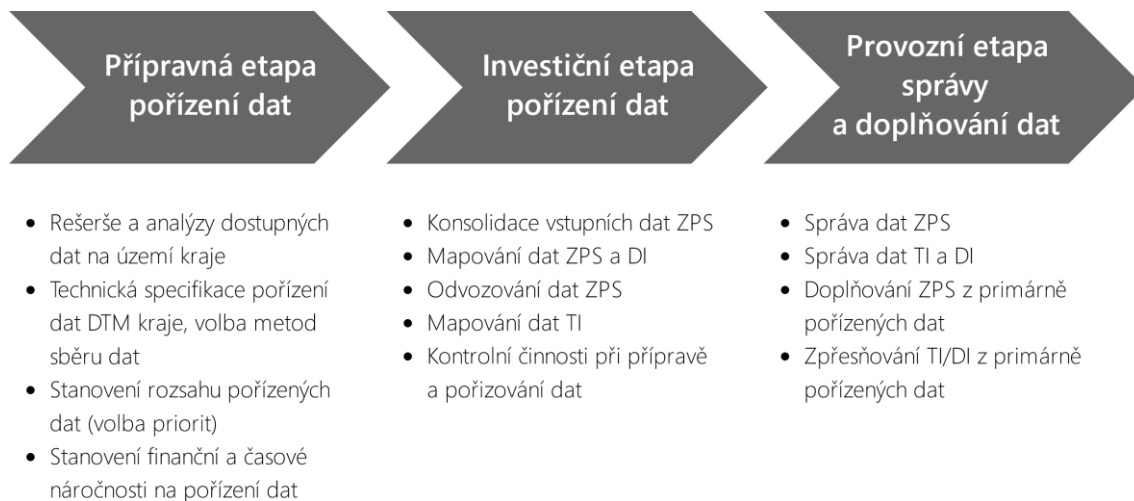 Přípravná etapa
pořízení dat
Investiční etapa
pořízení dat
Provozní etapa
správy
a doplňování dat
• Rešerše a analýzy dostupných
dat na území kraje
• Technická specifikace pořízení
dat DTM kraje, volba metod
sběru dat
• Stanovení rozsahu pořízených
dat (volba priorit)
• Stanovení finanční a časové
náročnosti na pořízení dat
• Konsolidace vstupních dat ZPS
• Mapování dat ZPS a DI
• Odvozování dat ZPS
• Mapování dat TI
• Kontrolní činnosti při přípravě
a pořizování dat
• Správa dat ZPS
• Správa dat TI a DI
• Doplňování ZPS z primárně
pořízených dat
• Zpřesňování TI/DI z primárně
pořízených dat